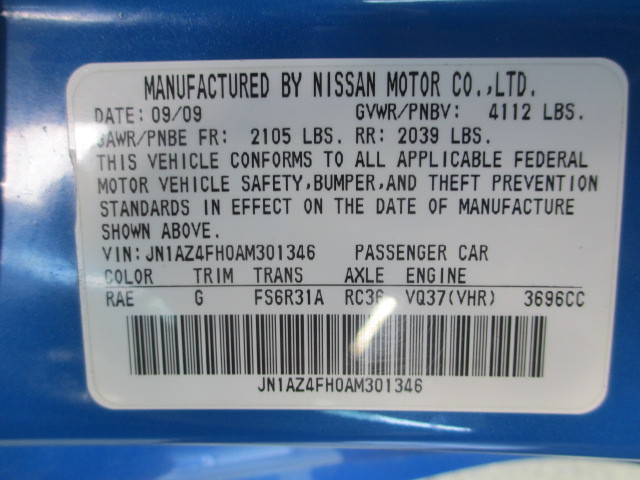 MANUFACTURED BY NISSAN MOTOR CO.,LTD.
DATE: 09/09 GVWR/PNBV: 4112 LBS.
GAWR/PNBE FR: 2105 LBS. RR: 2039 LBS.
THIS VEHICLE CONFORMS TO ALL APPLICABLE FEDERAL
MOTOR VEHICLE SAFETY,BUMPER,AND THEFT PREVENTION
STANDARDS IN EFFECT ON THE DATE OF MANUFACTURE
SHOWN ABOVE.
VIN:JN1AZ4FH0AM301346 PASSENGER CAR
COLOR TRIM TRANS AXLE ENGINE
RAE G FS6R31A RC36 VQ37(VHR) 3696CC
JN1AZ4FH0AM301346